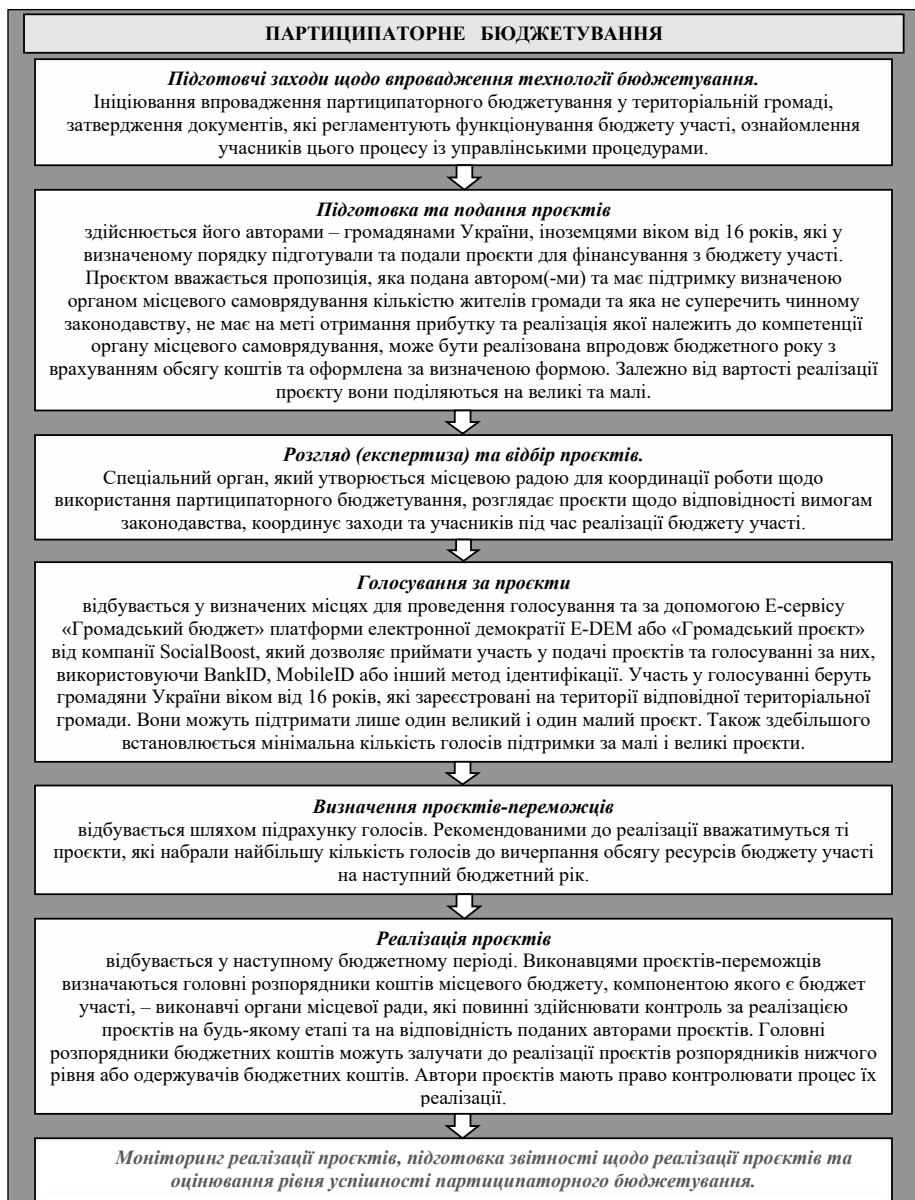 ПАРТИЦИПАТОРНЕ БЮДЖЕТУВАННЯ
Підготовчі заходи щодо впровадження технології бюджетування.
Ініціювання впровадження партиципаторного бюджетування у територіальній громаді,
затвердження документів, які регламентують функціонування бюджету участі, ознайомлення
учасників цього процесу із управлінськими процедурами.
Підготовка та подання проєктів
здійснюється його авторами – громадянами України, іноземцями віком від 16 років, які у
визначеному порядку підготували та подали проєкти для фінансування з бюджету участі.
Проєктом вважається пропозиція, яка подана автором(-ми) та має підтримку визначеною
органом місцевого самоврядування кількістю жителів громади та яка не суперечить чинному
законодавству, не має на меті отримання прибутку та реалізація якої належить до компетенції
органу місцевого самоврядування, може бути реалізована впродовж бюджетного року з
врахуванням обсягу коштів та оформлена за визначеною формою. Залежно від вартості реалізації
проєкту вони поділяються на великі та малі.
Розгляд (експертиза) та відбір проєктів.
Спеціальний орган, який утворюється місцевою радою для координації роботи щодо
використання партиципаторного бюджетування, розглядає проєкти щодо відповідності вимогам
законодавства, координує заходи та учасників під час реалізації бюджету участі.
Голосування за проєкти
відбувається у визначених місцях для проведення голосування та за допомогою Е-сервісу
«Громадський бюджет» платформи електронної демократії E-DEM або «Громадський проєкт»
від компанії SocialBoost, який дозволяє приймати участь у подачі проєктів та голосуванні за них,
використовуючи BankID, MobileID або інший метод ідентифікації. Участь у голосуванні беруть
громадяни України віком від 16 років, які зареєстровані на території відповідної територіальної
громади. Вони можуть підтримати лише один великий і один малий проєкт. Також здебільшого
встановлюється мінімальна кількість голосів підтримки за малі і великі проєкти.
Визначення проєктів-переможців
відбувається шляхом підрахунку голосів. Рекомендованими до реалізації вважатимуться ті
проєкти, які набрали найбільшу кількість голосів до вичерпання обсягу ресурсів бюджету участі
на наступний бюджетний рік.
Реалізація проєктів
відбувається у наступному бюджетному періоді. Виконавцями проєктів-переможців
визначаються головні розпорядники коштів місцевого бюджету, компонентою якого є бюджет
участі, – виконавчі органи місцевої ради, які повинні здійснювати контроль за реалізацією
проєктів на будь-якому етапі та на відповідність поданих авторами проєктів. Головні
розпорядники бюджетних коштів можуть залучати до реалізації проєктів розпорядників нижчого
рівня або одержувачів бюджетних коштів. Автори проєктів мають право контролювати процес їх
реалізації.
Моніторинг реалізації проєктів, підготовка звітності щодо реалізації проєктів та
оцінювання рівня успішності партиципаторного бюджетування.